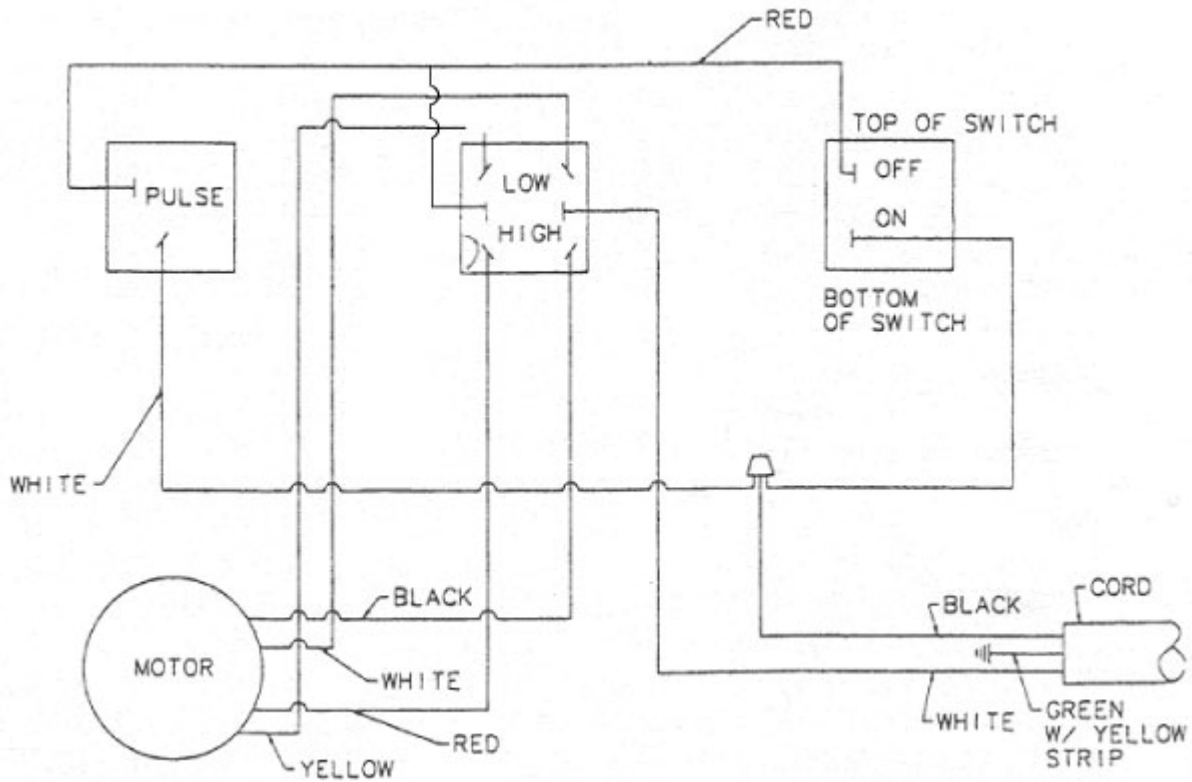 RED
TOP OF SWITCH
OFF
ON
BOTTOM
OF SWITCH
PULSE
LOW
HIGH
WHITE
BLACK
MOTOR
WHITE
RED
YELLOW
CORD
BLACK
WHITE
GREEN
W/ YELLOW
STRIP